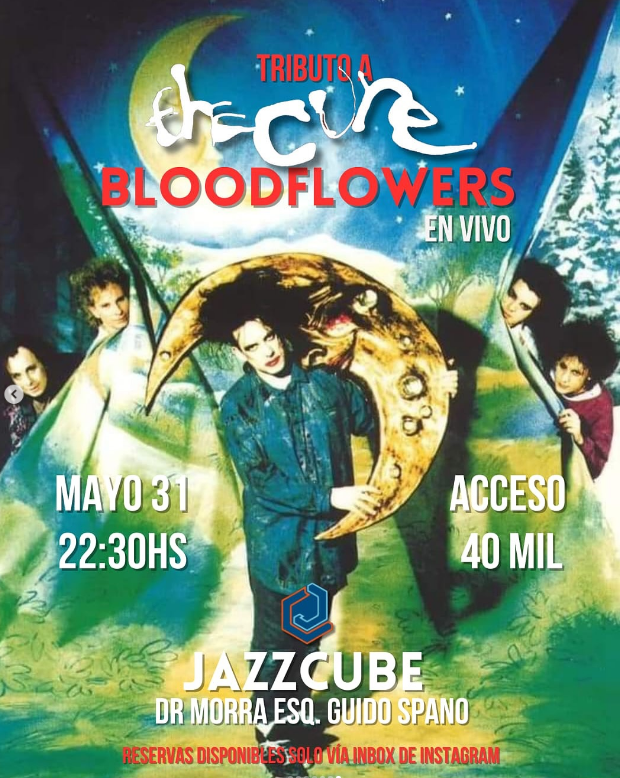 TRIBUTO A
the CURE
BLOODFLOWERS
EN VIVO
MAYO 31
22:30HS
ACCESO
40 MIL
JAZZCUBE
DR MORRA ESQ. GUIDO SPANO
RESERVAS DISPONIBLES SOLO VÍA INBOX DE INSTAGRAM